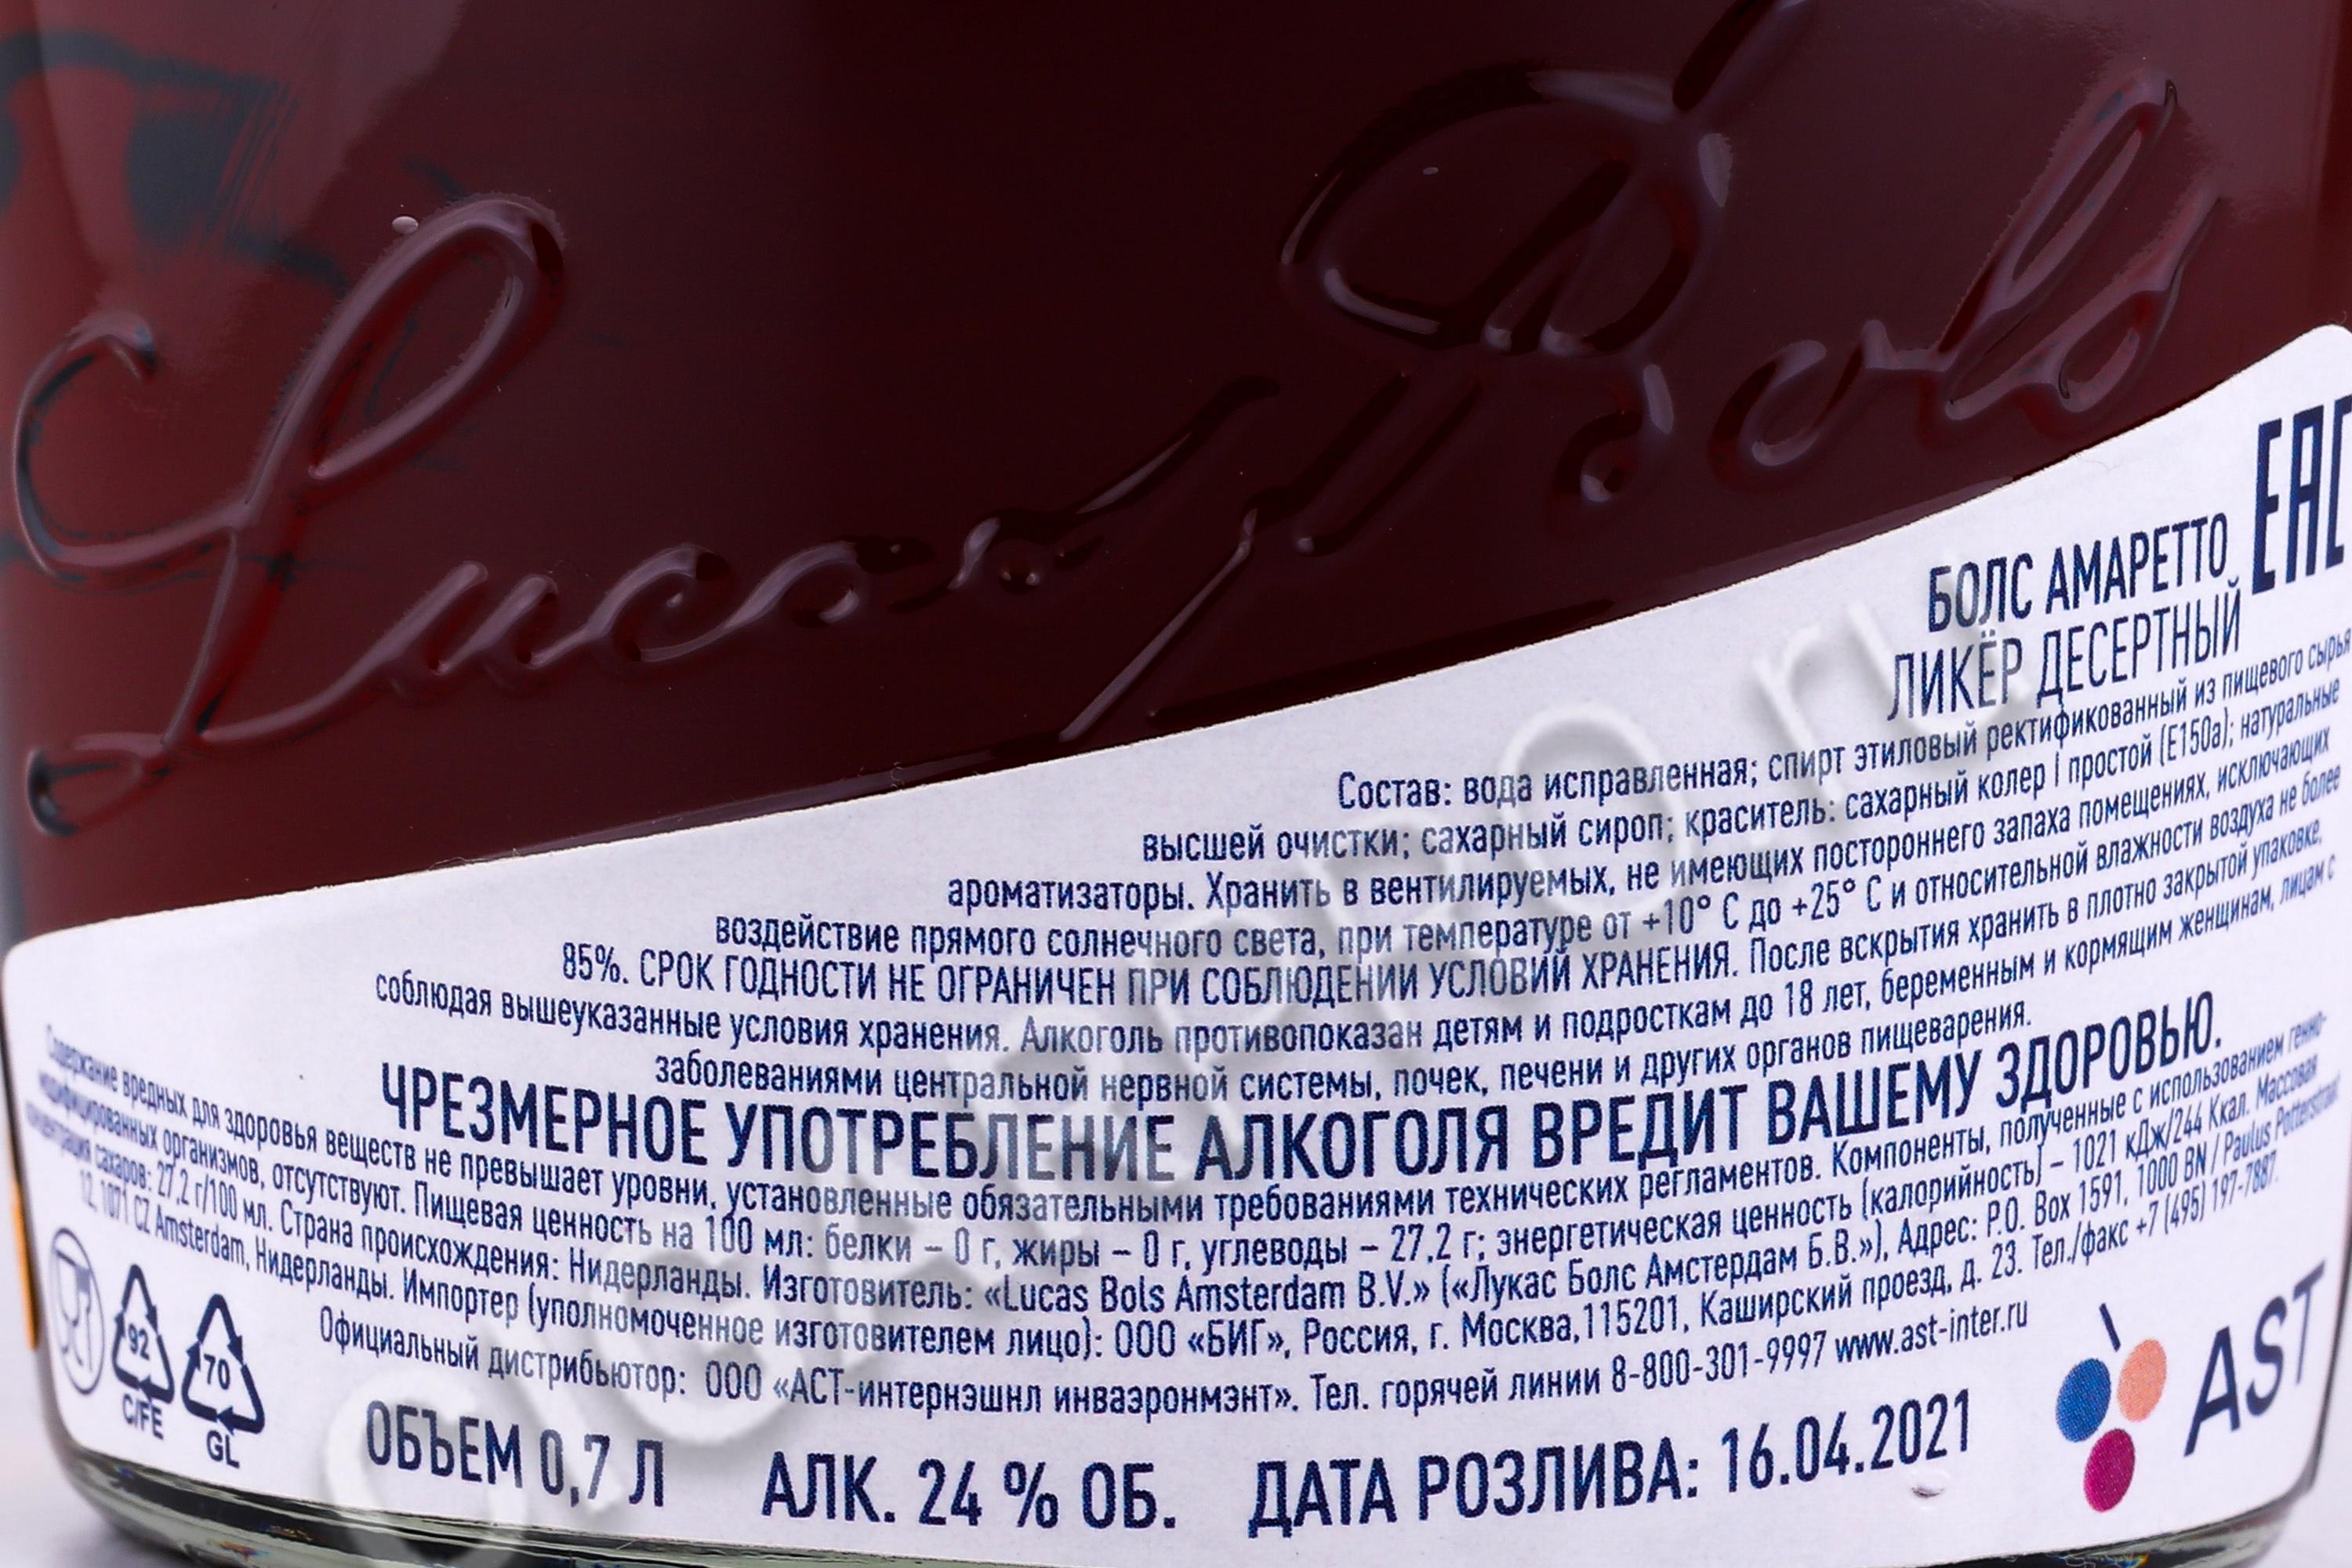 Lucas Bols
EAC
БОЛС АМАРЕТТО
ЛИКЁР ДЕСЕРТНЫЙ
Состав: вода исправленная; спирт этиловый ректификованный из пищевого сырья
высшей очистки; сахарный сироп; краситель: сахарный колер I простой (E150a); натуральные
ароматизаторы. Хранить в вентилируемых, не имеющих постороннего запаха помещениях, исключающих
воздействие прямого солнечного света, при температуре от +10° С до +25° С и относительной влажности воздуха не более
85%. СРОК ГОДНОСТИ НЕ ОГРАНИЧЕН ПРИ СОБЛЮДЕНИИ УСЛОВИЙ ХРАНЕНИЯ. После вскрытия хранить в плотно закрытой упаковке,
соблюдая вышеуказанные условия хранения. Алкоголь противопоказан детям и подросткам до 18 лет, беременным и кормящим женщинам, лицам с
заболеваниями центральной нервной системы, почек, печени и других органов пищеварения.
ЧРЕЗМЕРНОЕ УПОТРЕБЛЕНИЕ АЛКОГОЛЯ ВРЕДИТ ВАШЕМУ ЗДОРОВЬЮ.
Содержание вредных для здоровья веществ не превышает уровни, установленные обязательными требованиями технических регламентов. Компоненты, полученные с использованием генно-
модифицированных организмов, отсутствуют. Пищевая ценность на 100 мл: белки – 0 г, жиры – 0 г, углеводы – 27,2 г; энергетическая ценность (калорийность) – 1021 кДж/244 Ккал. Массовая
концентрация сахаров: 27,2 г/100 мл. Страна происхождения: Нидерланды. Изготовитель: «Lucas Bols Amsterdam B.V.» («Лукас Болс Амстердам Б.В.»), Адрес: P.O. Box 1591, 1000 BN / Paulus Potterstraat
12, 1071 CZ Amsterdam, Нидерланды. Импортер (уполномоченное изготовителем лицо): ООО «БИГ», Россия, г. Москва,115201, Каширский проезд, д. 23. Тел./факс +7 (495) 197-7887.
Официальный дистрибьютор: ООО «АСТ-интернэшнл инваэронмэнт». Тел. горячей линии 8-800-301-9997 www.ast-inter.ru
92
C/FE
70
GL
ОБЪЕМ 0,7 Л АЛК. 24 % ОБ. ДАТА РОЗЛИВА: 16.04.2021
AST